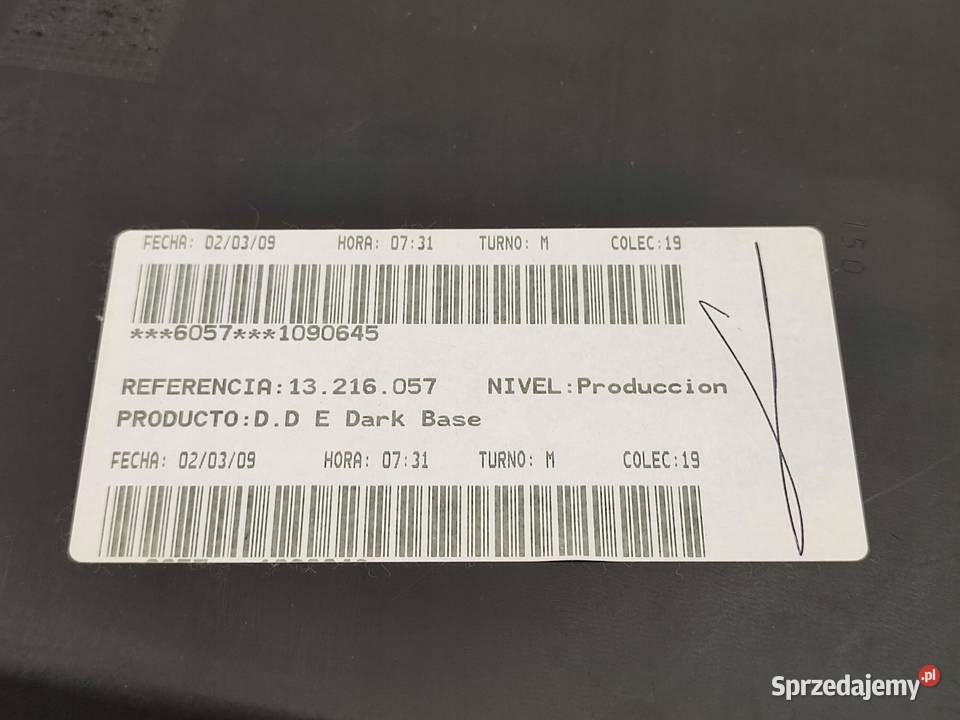 FECHA: 02/03/09 HORA: 07:31 TURNO: M COLEC:19
***6057***1090645
REFERENCIA:13.216.057 NIVEL:Produccion
PRODUCTO:D.D E Dark Base
FECHA: 02/03/09 HORA: 07:31 TURNO: M COLEC:19
Sprzedajemy.pl